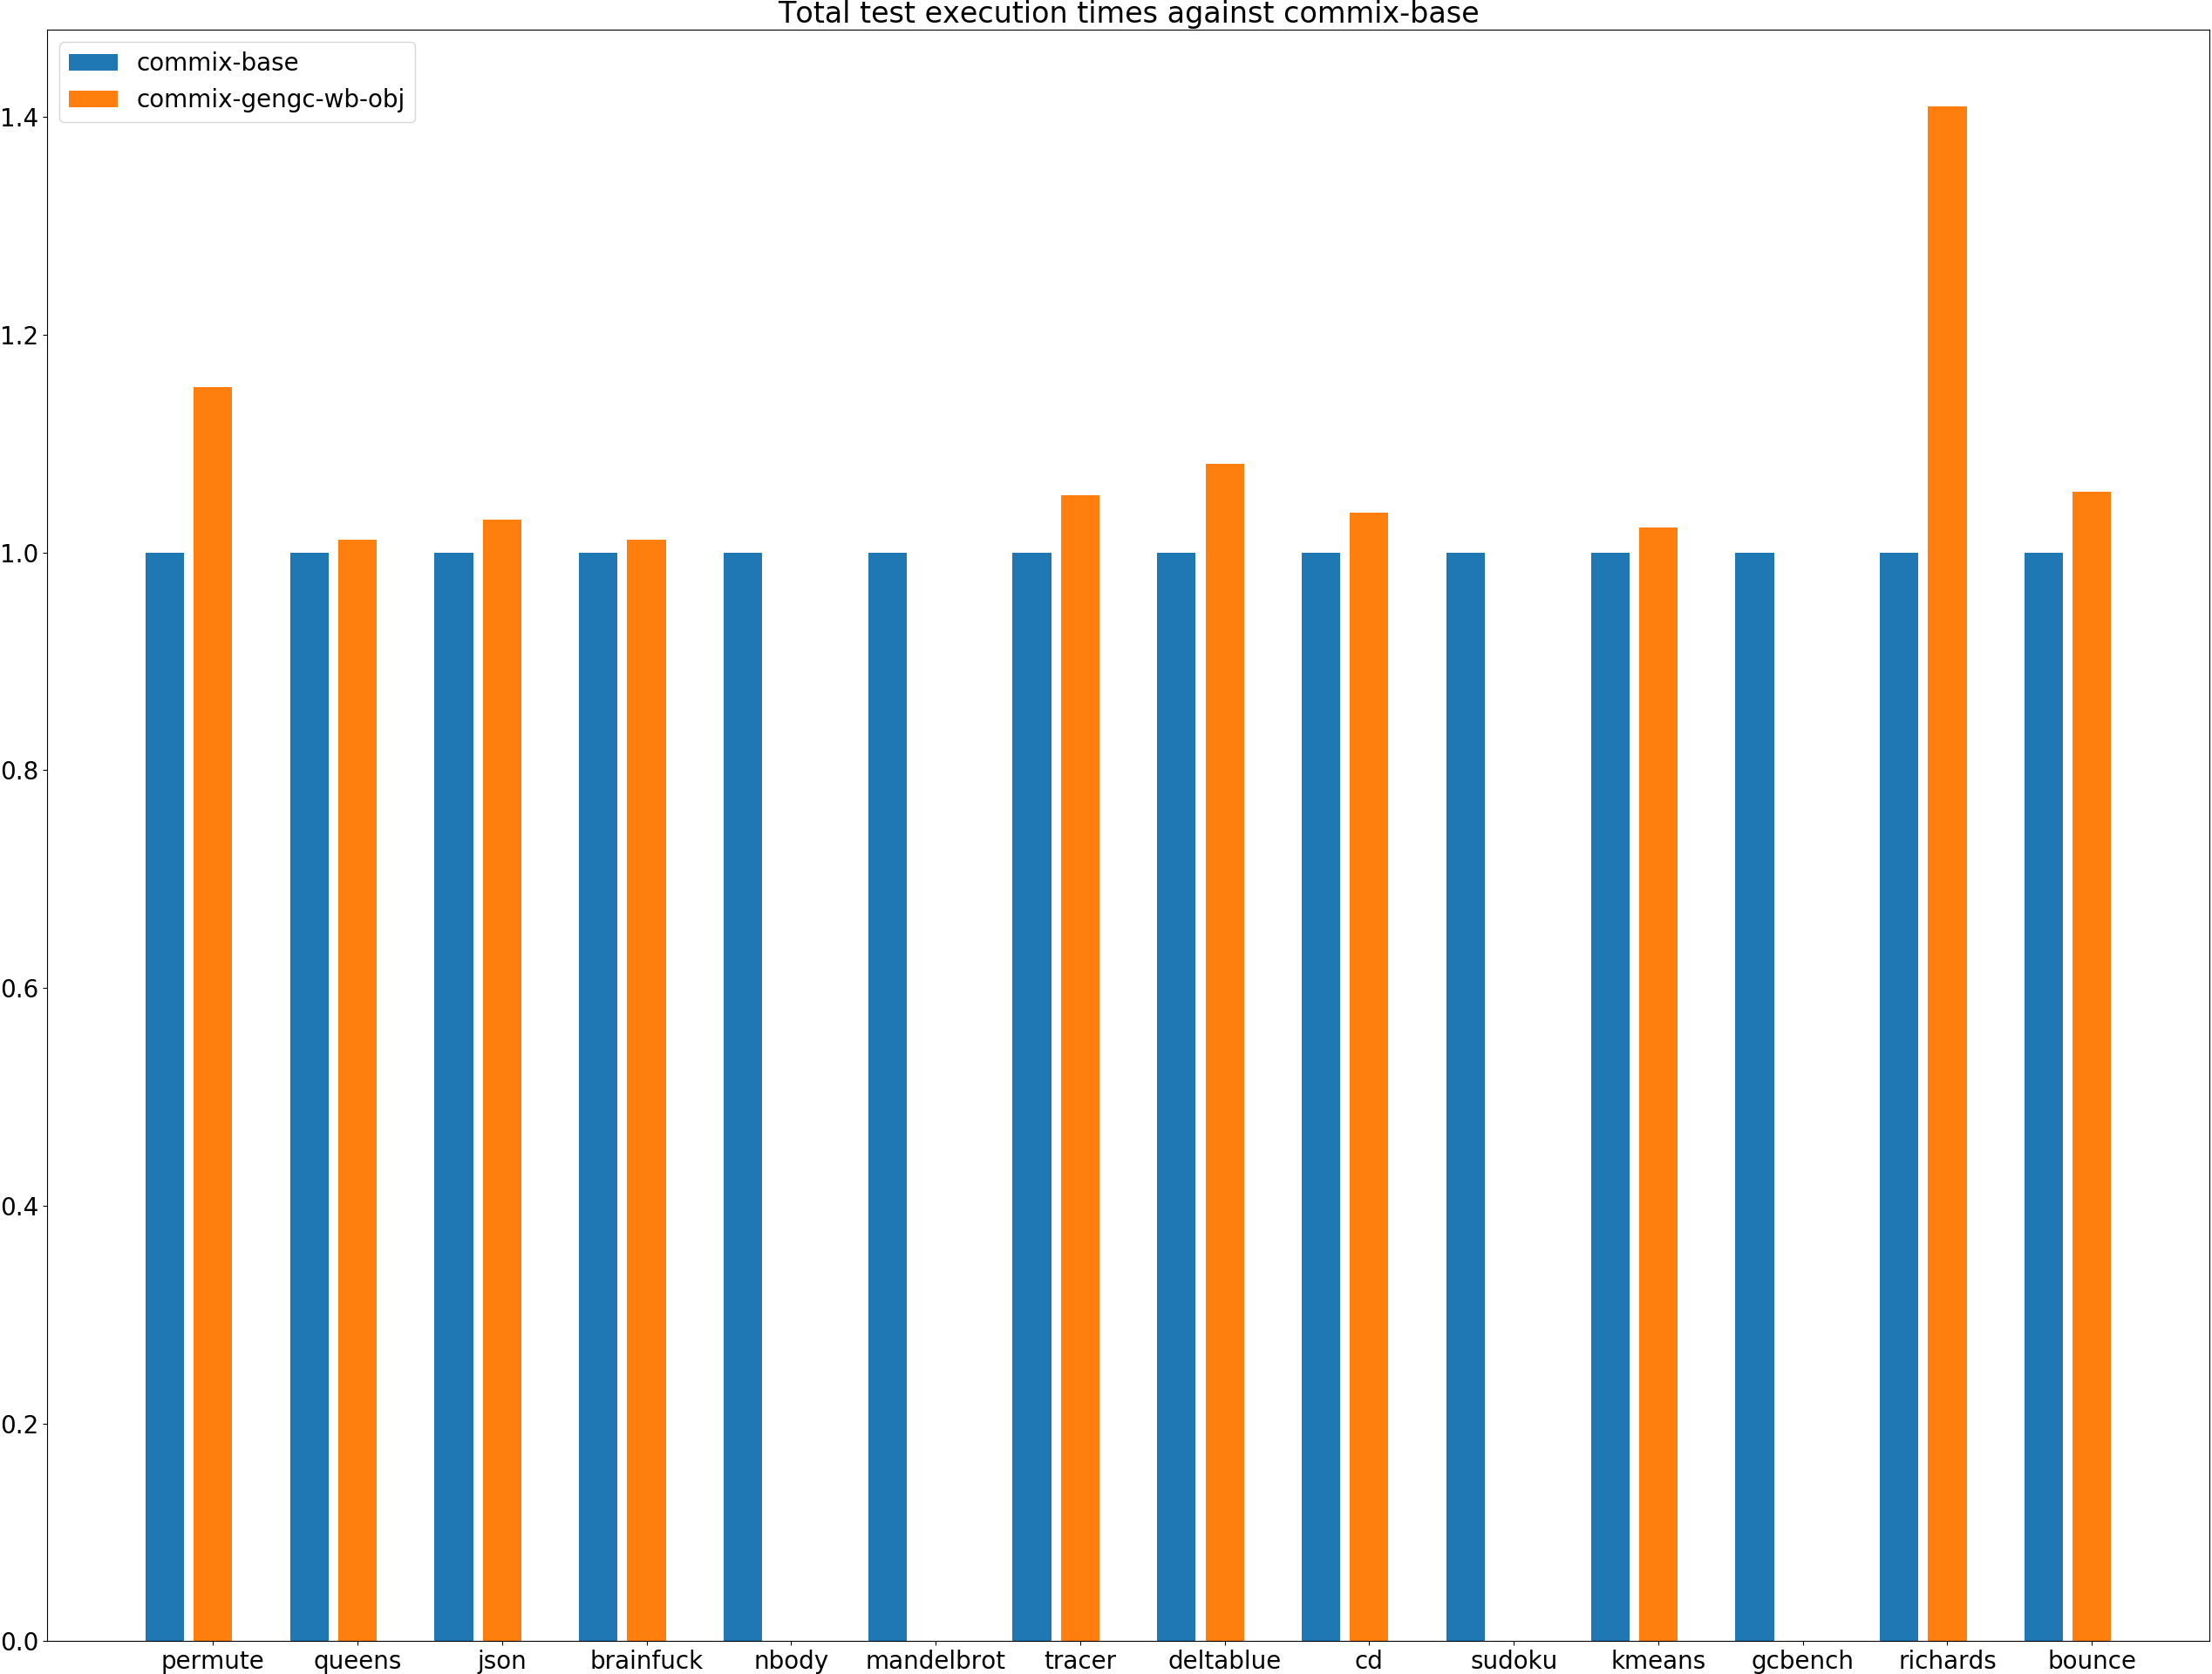 Total test execution times against commix-base
commix-base
commix-gengc-wb-obj
1.4
1.2
1.0
0.8
0.6
0.4
0.2
0.0
permute queens json brainfuck nbody mandelbrot tracer deltablue cd sudoku kmeans gcbench richards bounce